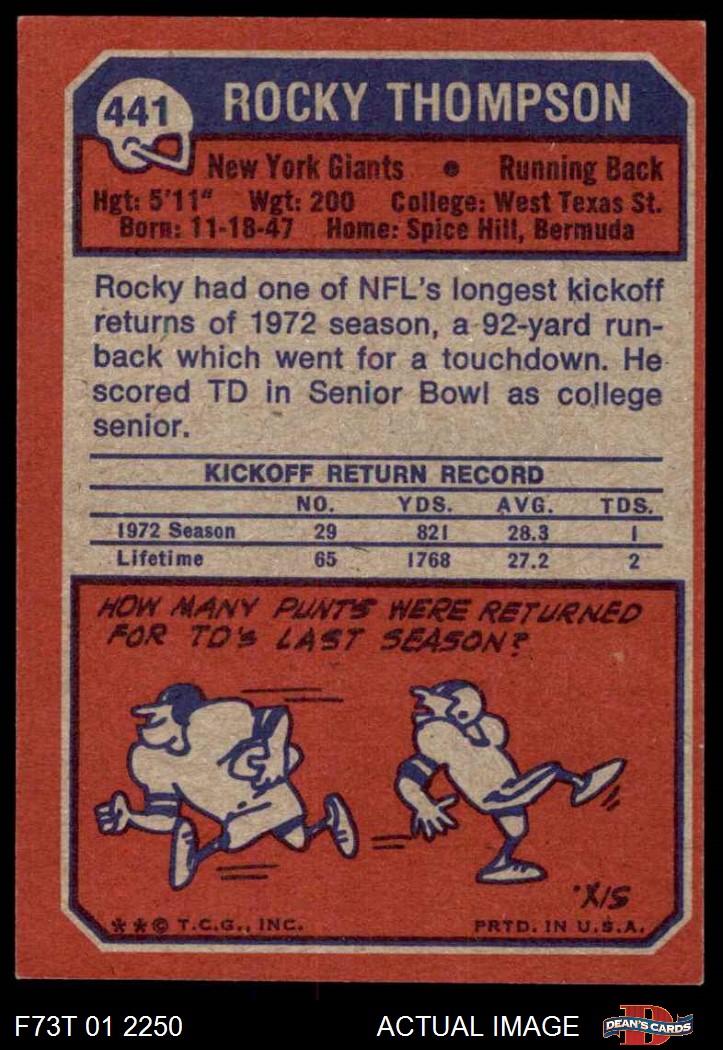 441
ROCKY THOMPSON
New York Giants • Running Back
Hgt: 5'11" Wgt: 200 College: West Texas St.
Born: 11-18-47 Home: Spice Hill, Bermuda
Rocky had one of NFL's longest kickoff
returns of 1972 season, a 92-yard run-
back which went for a touchdown. He
scored TD in Senior Bowl as college
senior.
KICKOFF RETURN RECORD
NO. YDS. AVG. TDS.
1972 Season 29 821 28.3 1
Lifetime 65 1768 27.2 2
HOW MANY PUNTS WERE RETURNED
FOR TD'S LAST SEASON?
'XIS
**© T.C.G., INC. PRTD. IN U.S.A.
F73T 01 2250 ACTUAL IMAGE DEAN'S CARDS